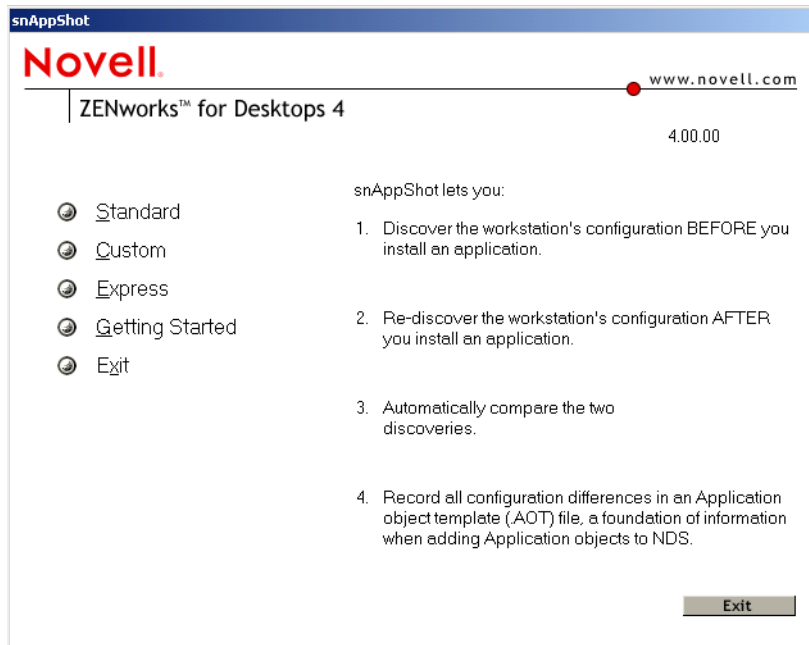 snAppShot
Novell.
www.novell.com
ZENworks™ for Desktops 4
4.00.00
Standard
Custom
Express
Getting Started
Exit
snAppShot lets you:
1. Discover the workstation's configuration BEFORE you
install an application.
2. Re-discover the workstation's configuration AFTER
you install an application.
3. Automatically compare the two
discoveries.
4. Record all configuration differences in an Application
object template (.AOT) file, a foundation of information
when adding Application objects to NDS.
Exit